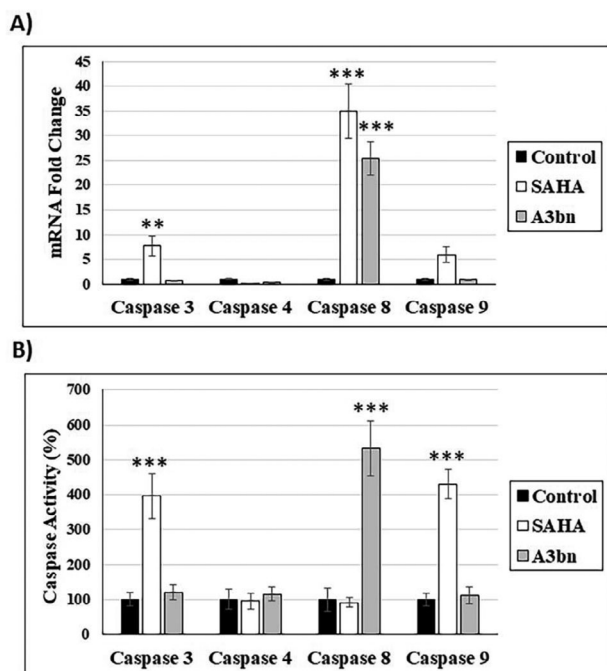 A)
mRNA Fold Change
45
40
35
30
25
20
15
10
5
0
***
***
**
Caspase 3 Caspase 4 Caspase 8 Caspase 9
Control
SAHA
A3bn
B)
Caspase Activity (%)
700
600
500
400
300
200
100
0
***
***
***
Caspase 3 Caspase 4 Caspase 8 Caspase 9
Control
SAHA
A3bn